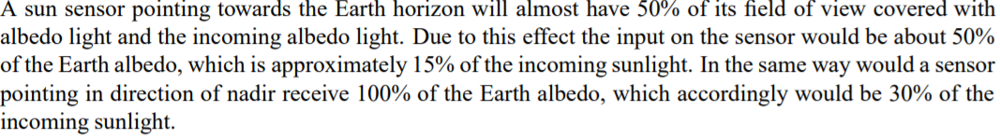 A sun sensor pointing towards the Earth horizon will almost have 50% of its field of view covered with
albedo light and the incoming albedo light. Due to this effect the input on the sensor would be about 50%
of the Earth albedo, which is approximately 15% of the incoming sunlight. In the same way would a sensor
pointing in direction of nadir receive 100% of the Earth albedo, which accordingly would be 30% of the
incoming sunlight.